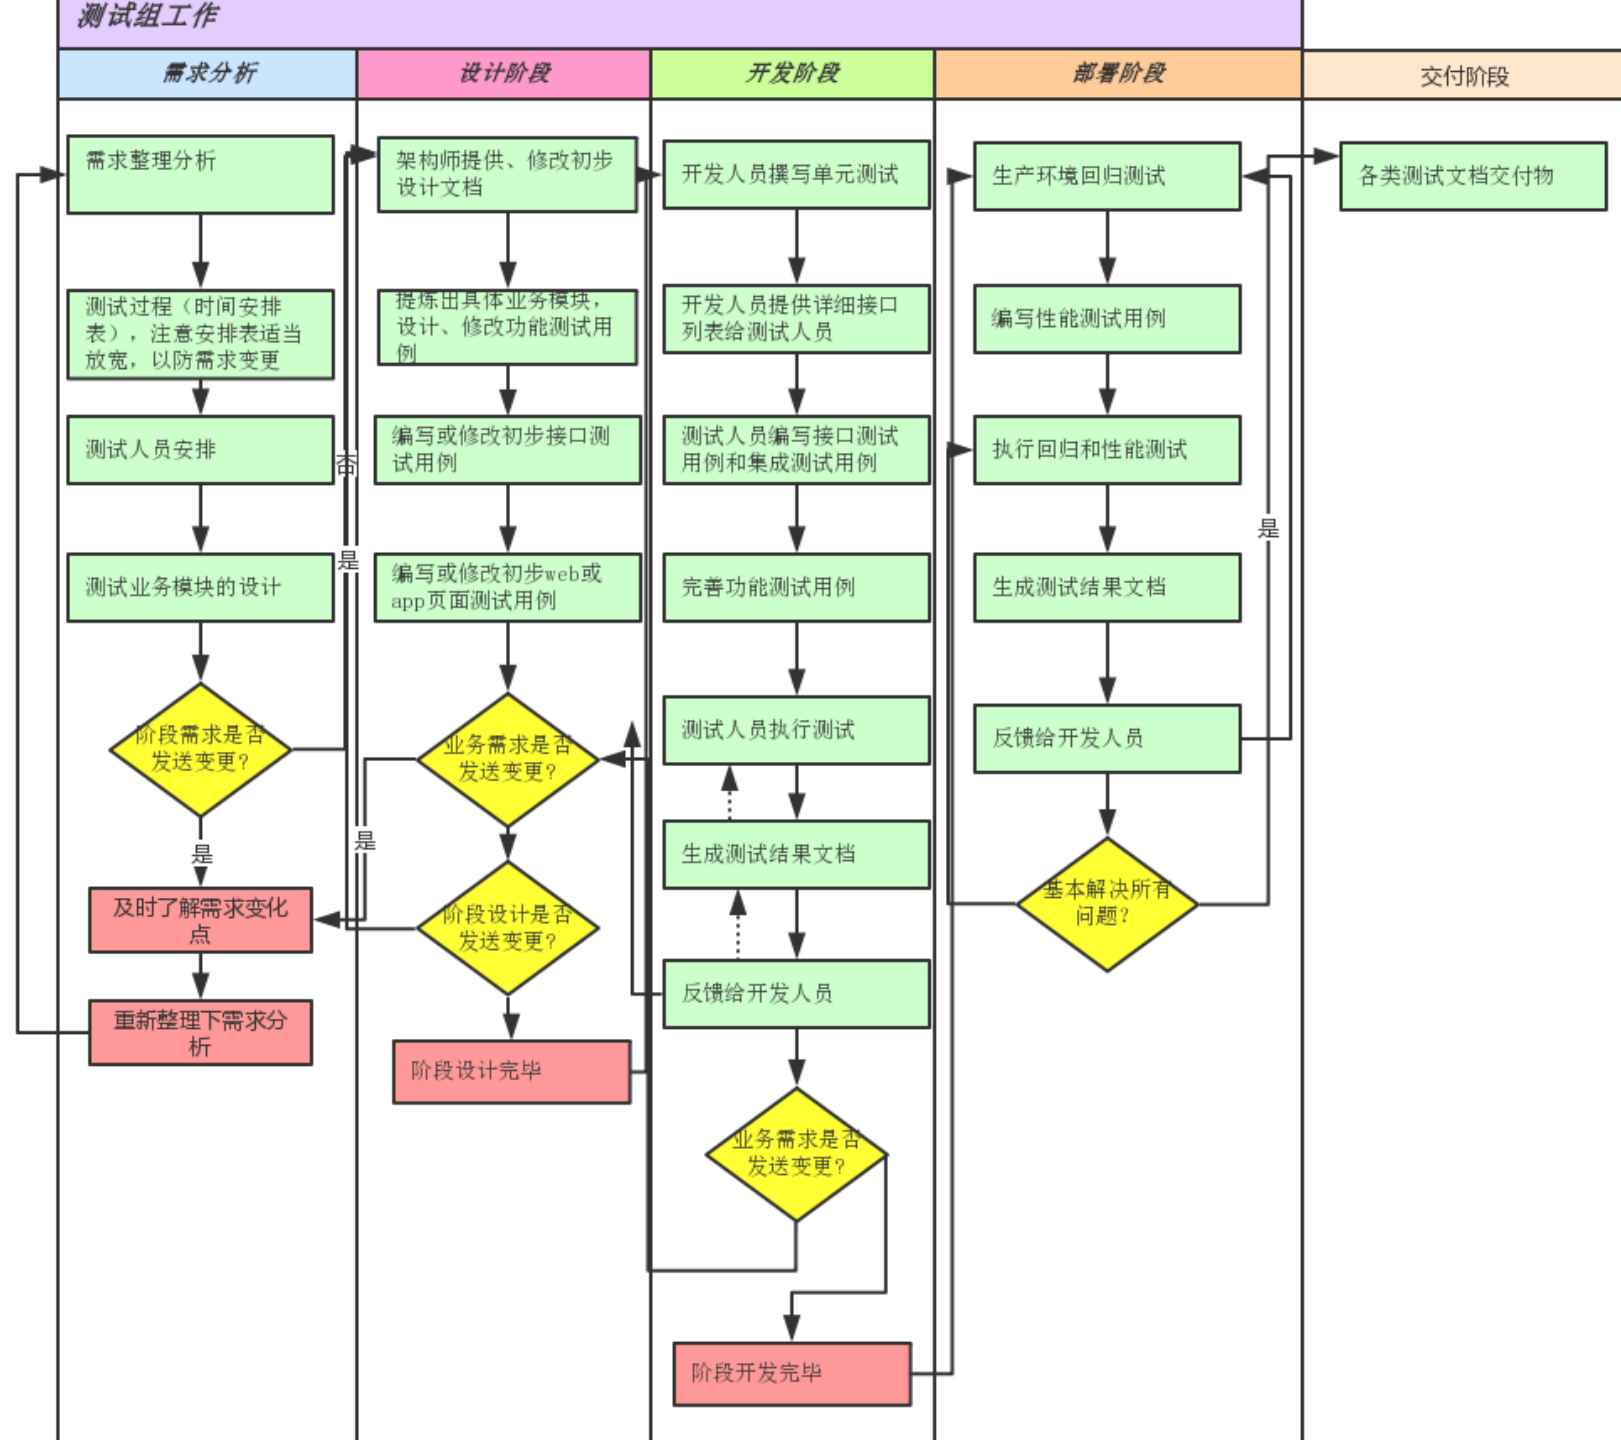 测试组工作
需求分析
设计阶段
开发阶段
部署阶段
交付阶段
需求整理分析
测试过程（时间安排
表），注意安排表适当
放宽，以防需求变更
测试人员安排
测试业务模块的设计
阶段需求是否
发送变更?
是
及时了解需求变化
点
重新整理下需求分
析
否
是
是
架构师提供、修改初步
设计文档
提炼出具体业务模块，
设计、修改功能测试用
例
编写或修改初步接口测
试用例
编写或修改初步web或
app页面测试用例
业务需求是否
发送变更?
阶段设计是否
发送变更?
阶段设计完毕
开发人员撰写单元测试
开发人员提供详细接口
列表给测试人员
测试人员编写接口测试
用例和集成测试用例
完善功能测试用例
测试人员执行测试
生成测试结果文档
反馈给开发人员
业务需求是否
发送变更?
阶段开发完毕
生产环境回归测试
编写性能测试用例
执行回归和性能测试
生成测试结果文档
反馈给开发人员
基本解决所有
问题?
是
各类测试文档交付物